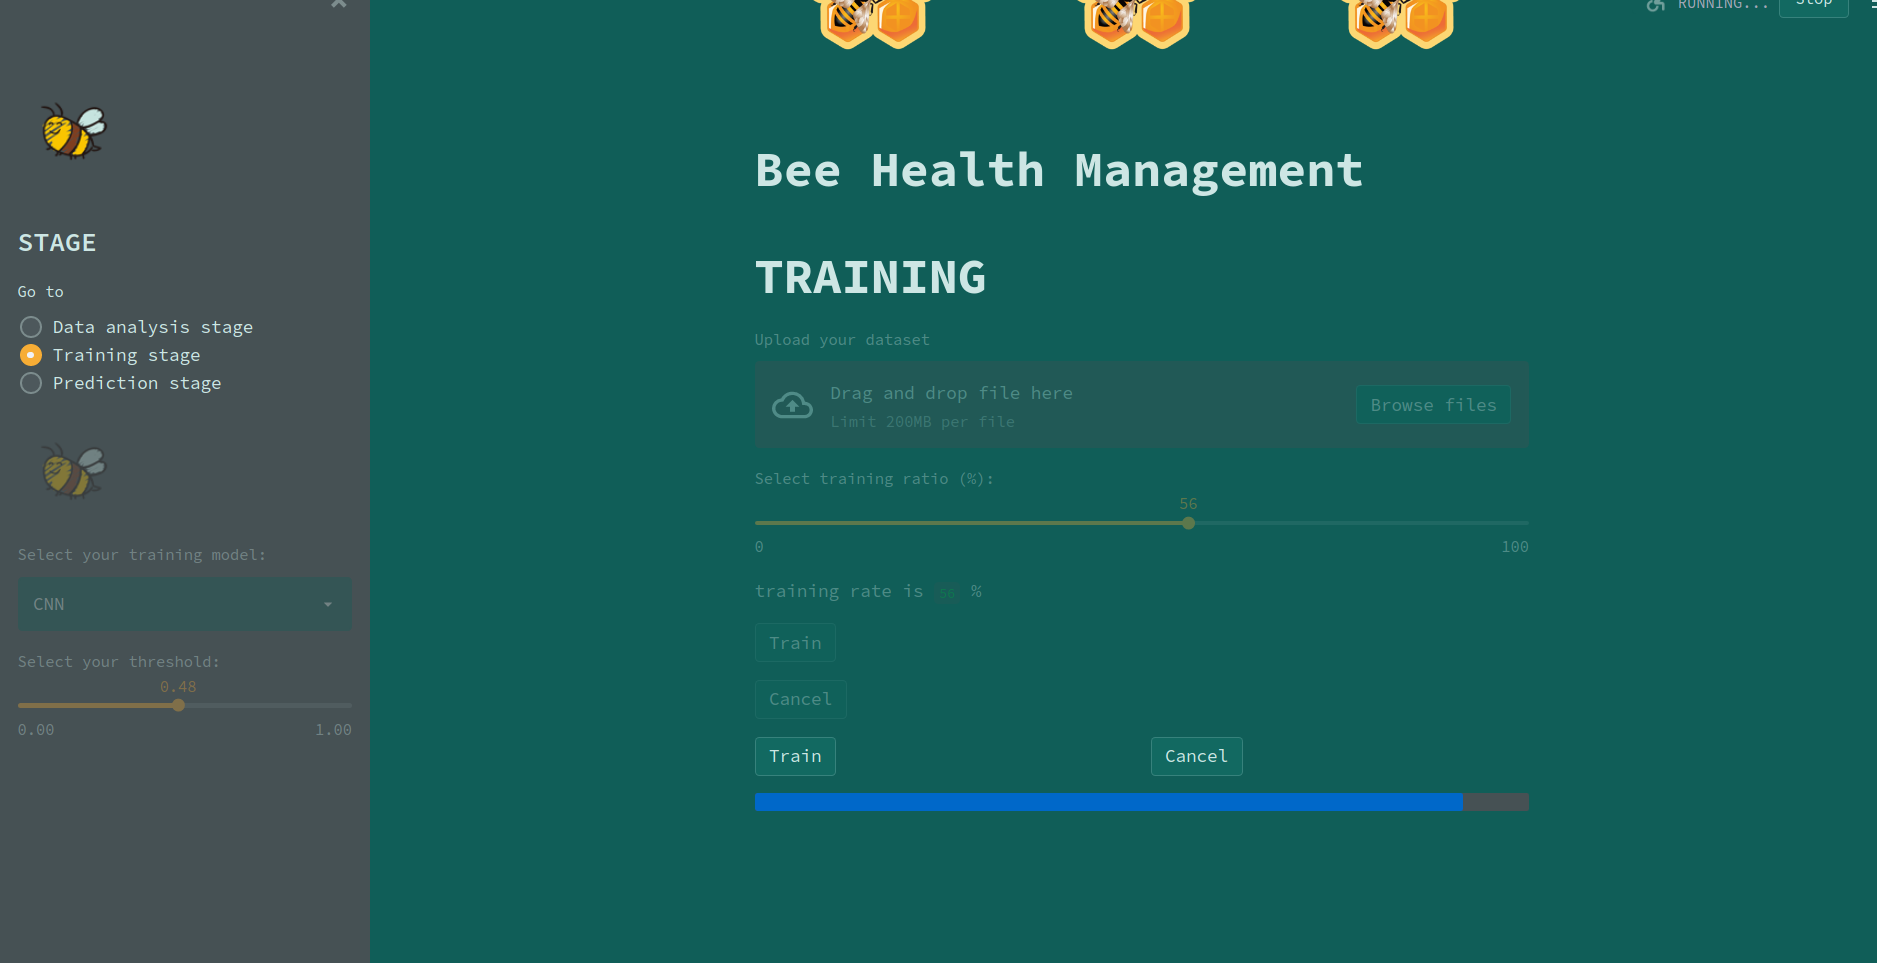 RUNNING...
Stop
Bee Health Management
STAGE
Go to
Data analysis stage
Training stage
Prediction stage
Select your training model:
CNN
Select your threshold:
0.48
0.00 1.00
TRAINING
Upload your dataset
Drag and drop file here
Limit 200MB per file
Browse files
Select training ratio (%):
56
0 100
training rate is 56 %
Train
Cancel
Train Cancel